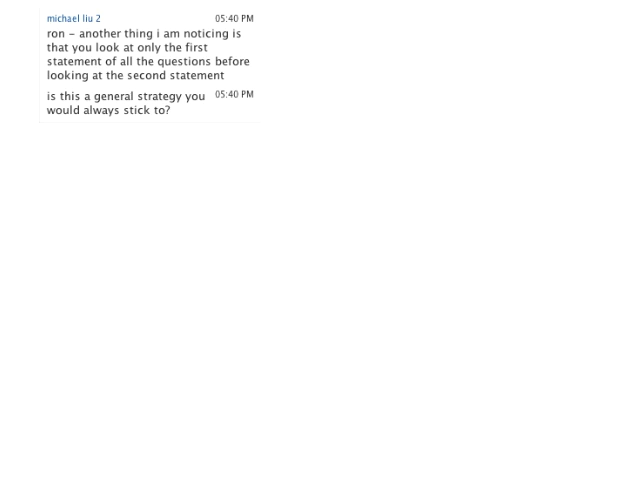 michael liu 2 05:40 PM
ron – another thing i am noticing is
that you look at only the first
statement of all the questions before
looking at the second statement
is this a general strategy you 05:40 PM
would always stick to?